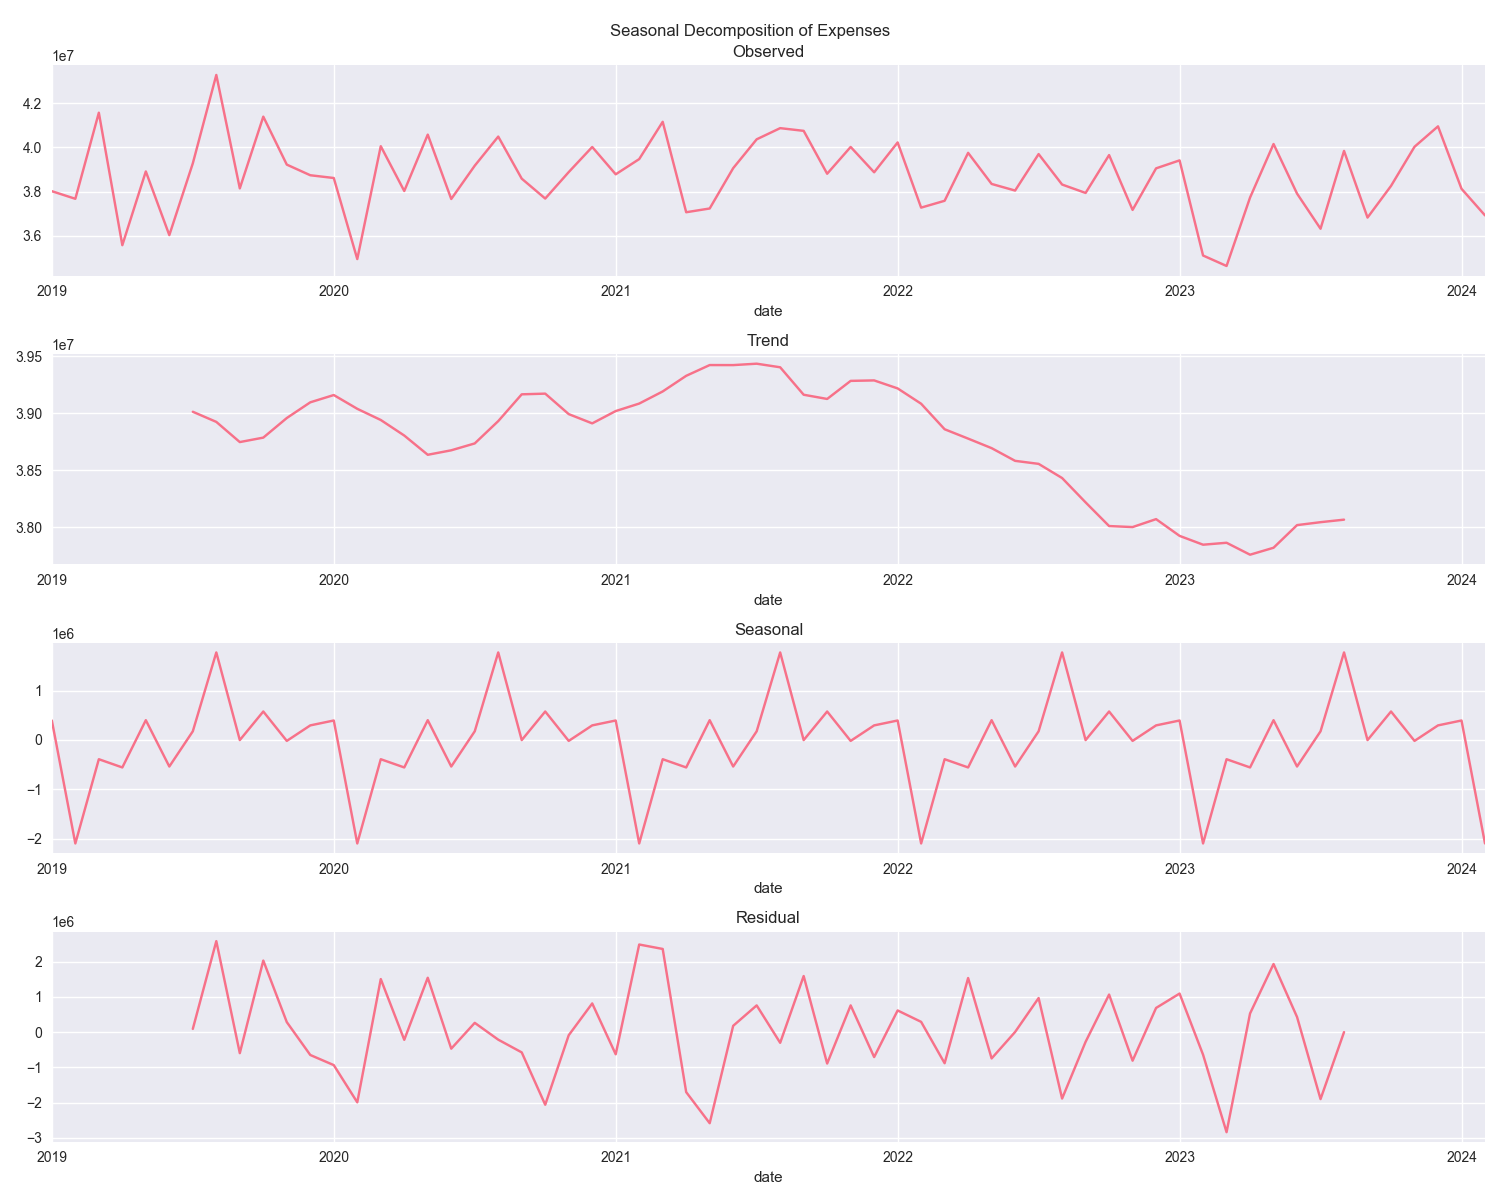 Seasonal Decomposition of Expenses
Observed
1e7
4.2
4.0
3.8
3.6
2019 2020 2021 2022 2023 2024
date
Trend
1e7
3.95
3.90
3.85
3.80
2019 2020 2021 2022 2023 2024
date
Seasonal
1e6
1
0
−1
−2
2019 2020 2021 2022 2023 2024
date
Residual
1e6
2
1
0
−1
−2
−3
2019 2020 2021 2022 2023 2024
date